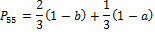 P₅₅ = 2/3 (1 − b) + 1/3 (1 − a)